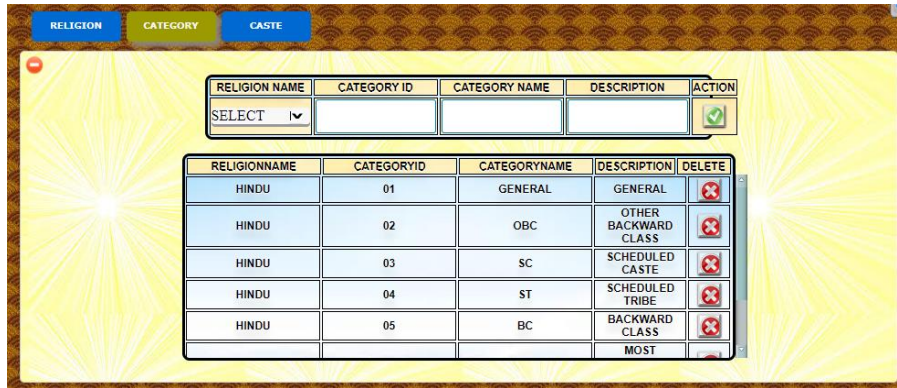 RELIGION CATEGORY CASTE
RELIGION NAME CATEGORY ID CATEGORY NAME DESCRIPTION ACTION
SELECT
RELIGIONNAME CATEGORYID CATEGORYNAME DESCRIPTION DELETE
HINDU 01 GENERAL GENERAL
HINDU 02 OBC OTHER BACKWARD CLASS
HINDU 03 SC SCHEDULED CASTE
HINDU 04 ST SCHEDULED TRIBE
HINDU 05 BC BACKWARD CLASS
MOST